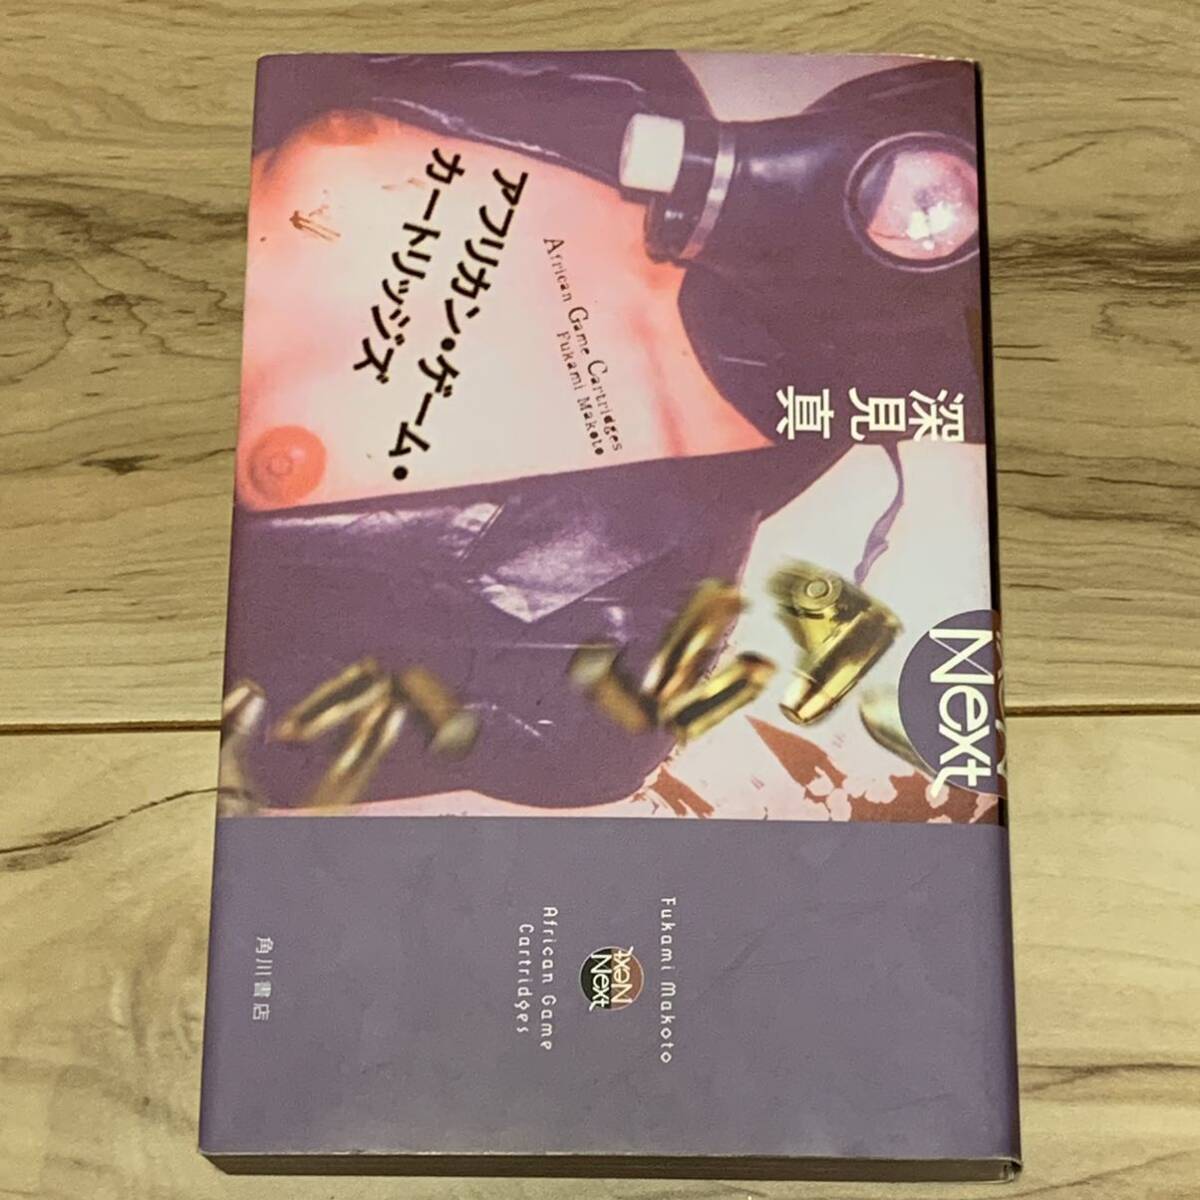 アフリカン・ゲーム・
カートリッジズ
African Game Cartridges
Fukami Makoto
深見
真
Next
Fukami Makoto
Next
Next
African Game
Cartridges
角川書店